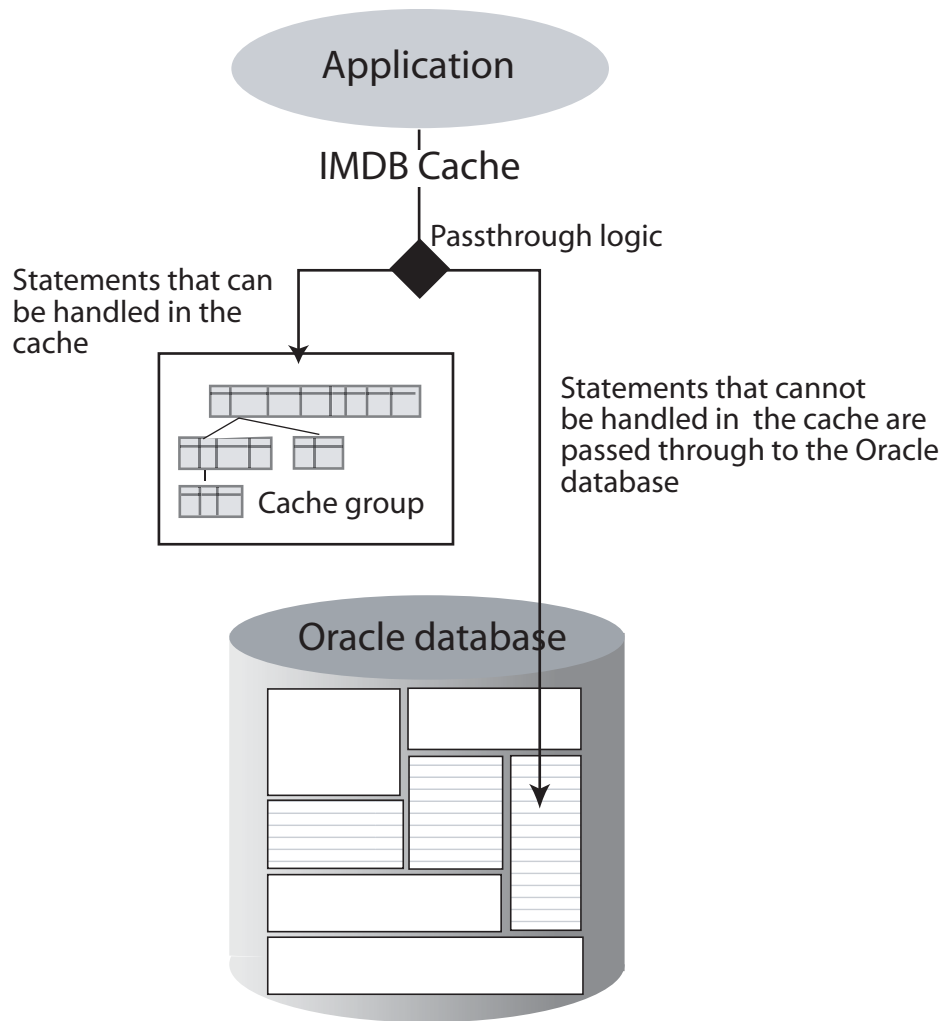 Application
IMDB Cache
Passthrough logic
Statements that can
be handled in the
cache
Statements that cannot
be handled in  the cache are
passed through to the Oracle
database
Cache group
Oracle database